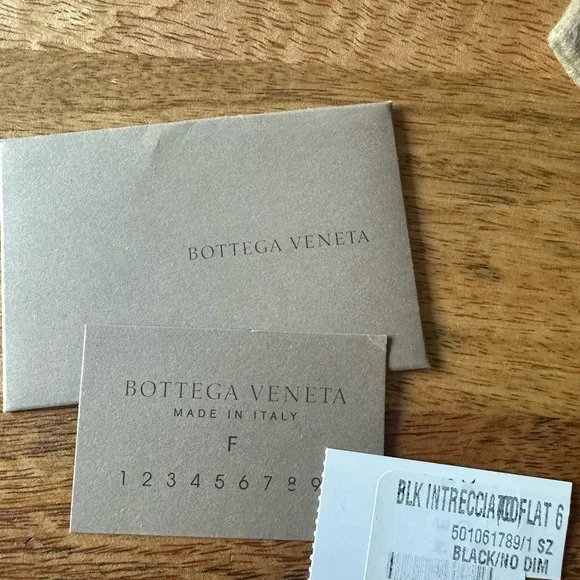 BOTTEGA VENETA
BOTTEGA VENETA
MADE IN ITALY
F
1 2 3 4 5 6 7 8 9
BLK INTRECCIATO FLAT 6
501061789/1 SZ
BLACK/NO DIM